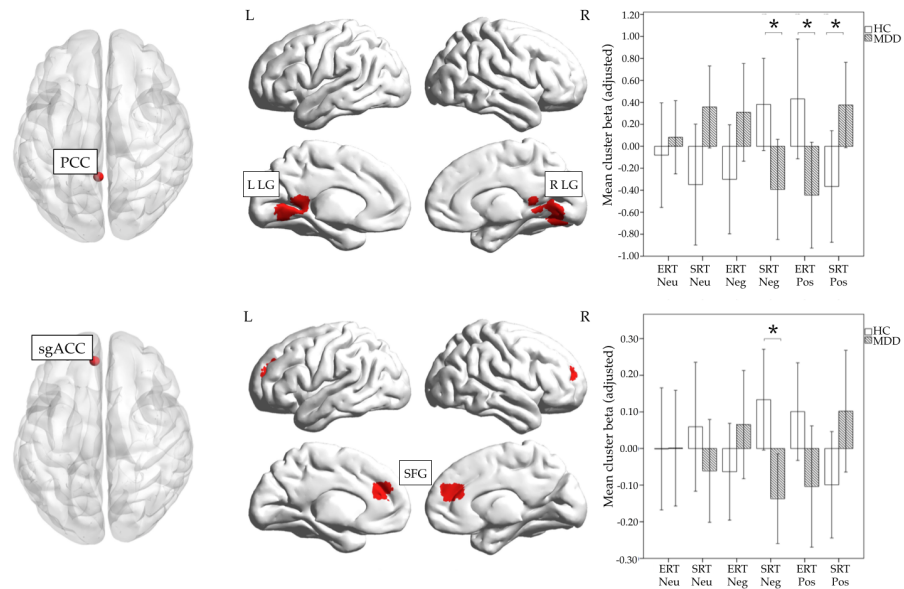 L
R
PCC
L LG
R LG
Mean cluster beta (adjusted)
1.20
1.00
0.80
0.60
0.40
0.20
0.00
-0.20
-0.40
-0.60
-0.80
-1.00
*
*
*
HC
MDD
ERT Neu
SRT Neu
ERT Neg
SRT Neg
ERT Pos
SRT Pos
L
R
sgACC
SFG
Mean cluster beta (adjusted)
0.30
0.20
0.10
0.00
-0.10
-0.20
-0.30
*
HC
MDD
ERT Neu
SRT Neu
ERT Neg
SRT Neg
ERT Pos
SRT Pos